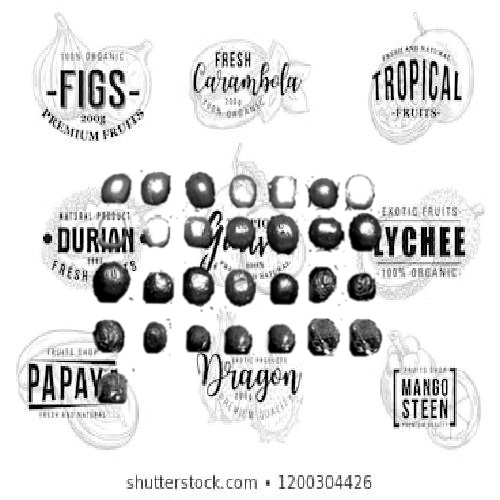 100% ORGANIC
-FIGS-
200g
PREMIUM FRUITS
FRESH
Carambola
200g
100% ORGANIC
FRESH AND NATURAL
TROPICAL
-FRUITS-
NATURAL PRODUCT
• DURIAN •
FRESH
EXOTIC FRUITS
LYCHEE
100% ORGANIC
FRUITS SHOP
PAPAYA
FRESH AND NATURAL
EXOTIC PRODUCTS
Dragon
200g
PREMIUM QUALITY
FRUITS SHOP
MANGO
STEEN
PREMIUM QUALITY
shutterstock.com • 1200304426